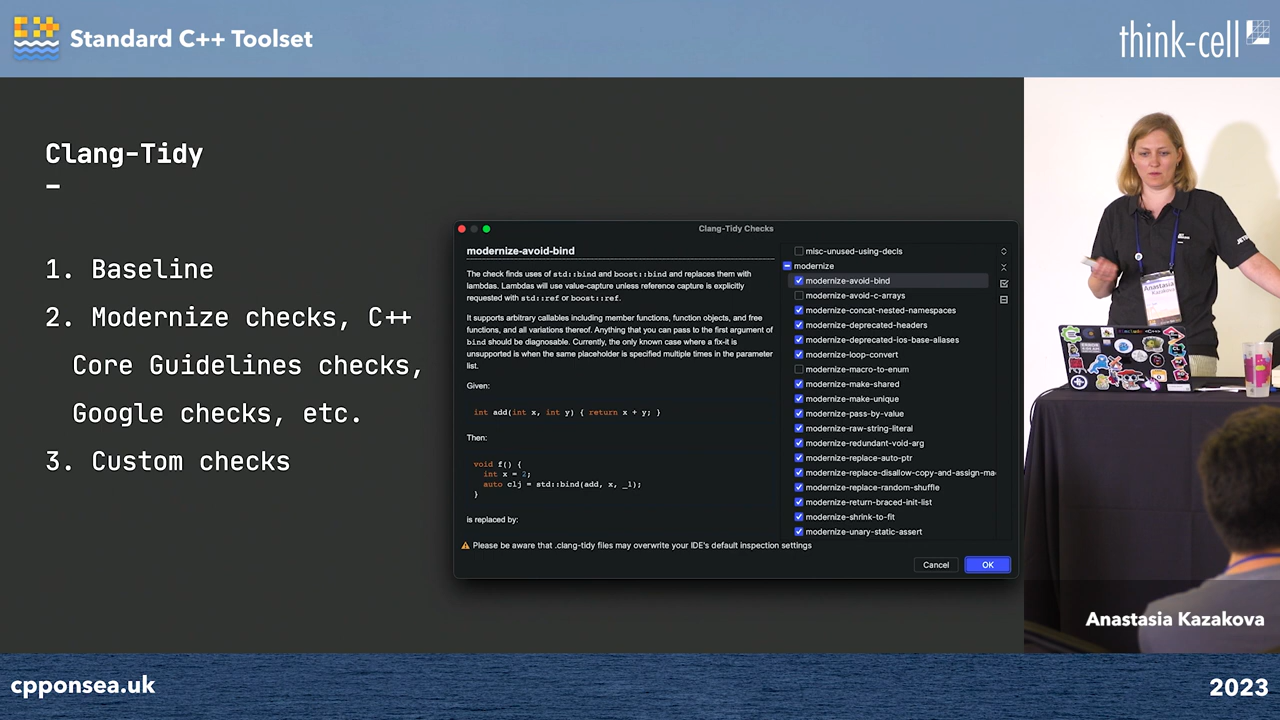 Standard C++ Toolset
think-cell
Clang-Tidy
–
1. Baseline
2. Modernize checks, C++
Core Guidelines checks,
Google checks, etc.
3. Custom checks
Clang-Tidy Checks
modernize-avoid-bind
The check finds uses of std::bind and boost::bind and replaces them with
lambdas. Lambdas will use value-capture unless reference capture is explicitly
requested with std::ref or boost::ref.
It supports arbitrary callables including member functions, function objects, and free
functions, and all variations thereof. Anything that you can pass to the first argument of
bind should be diagnosable. Currently, the only known case where a fix-it is
unsupported is when the same placeholder is specified multiple times in the parameter
list.
Given:
int add(int x, int y) { return x + y; }
Then:
void f() {
int x = 2;
auto clj = std::bind(add, x, _1);
}
is replaced by:
misc-unused-using-decls
modernize
modernize-avoid-bind
modernize-avoid-c-arrays
modernize-concat-nested-namespaces
modernize-deprecated-headers
modernize-deprecated-ios-base-aliases
modernize-loop-convert
modernize-macro-to-enum
modernize-make-shared
modernize-make-unique
modernize-pass-by-value
modernize-raw-string-literal
modernize-redundant-void-arg
modernize-replace-auto-ptr
modernize-replace-disallow-copy-and-assign-ma
modernize-replace-random-shuffle
modernize-return-braced-init-list
modernize-shrink-to-fit
modernize-unary-static-assert
Please be aware that .clang-tidy files may overwrite your IDE's default inspection settings
Cancel
OK
Anastasia
Kazakova
Anastasia Kazakova
cpponsea.uk
2023